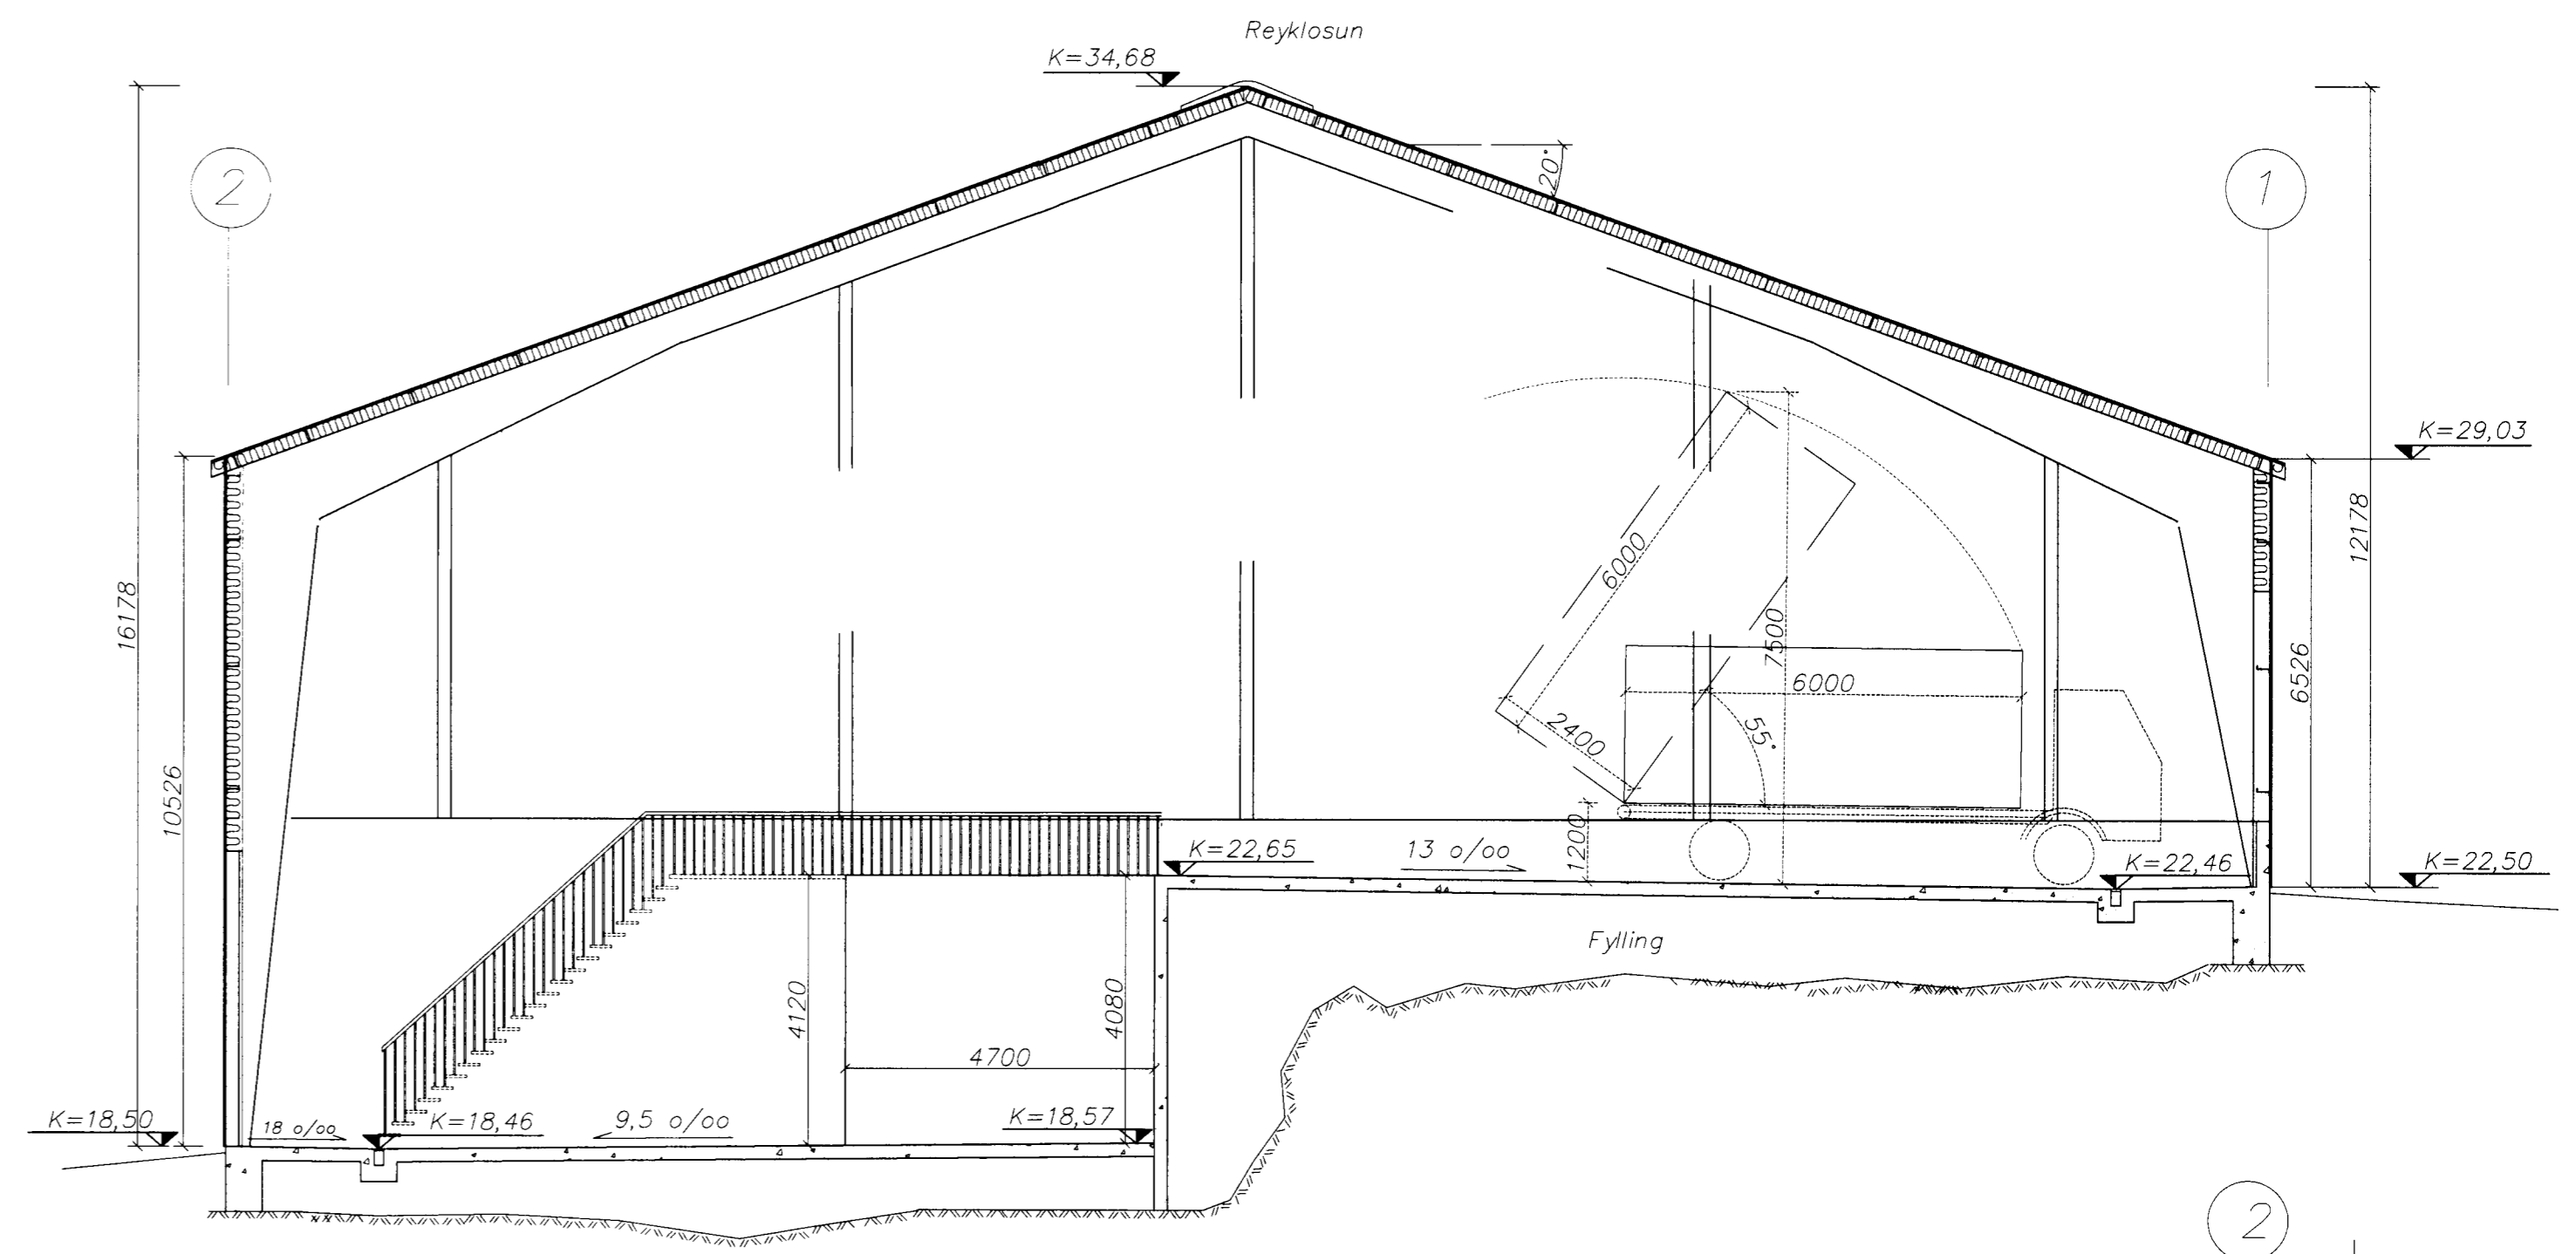 Reyklosun
K=34,68
2
1
20°
K=29,03
16178
10526
6000
7500
12178
6526
6000
2400
55°
1200
K=22,65
13 o/oo
K=22,46
K=22,50
Fylling
4120
4080
4700
K=18,50
18 o/oo
K=18,46
9,5 o/oo
K=18,57
2